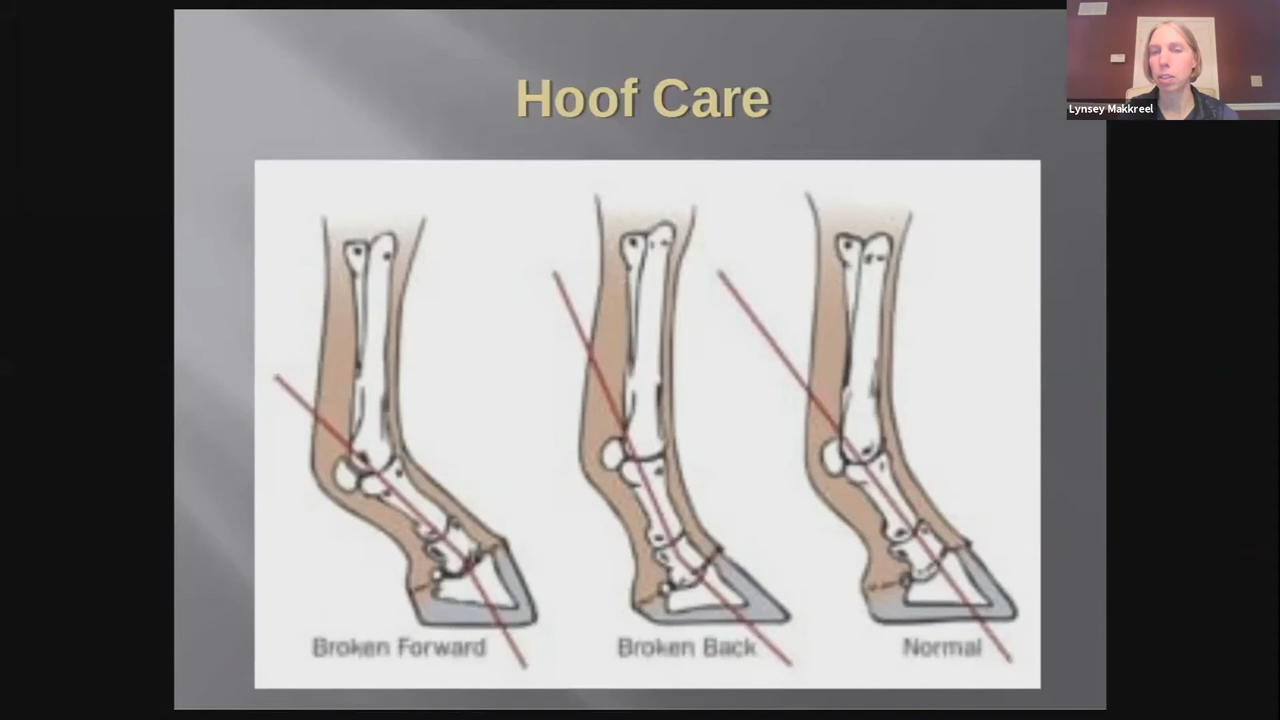 Hoof Care
Lynsey Makkreel
Broken Forward
Broken Back
Normal